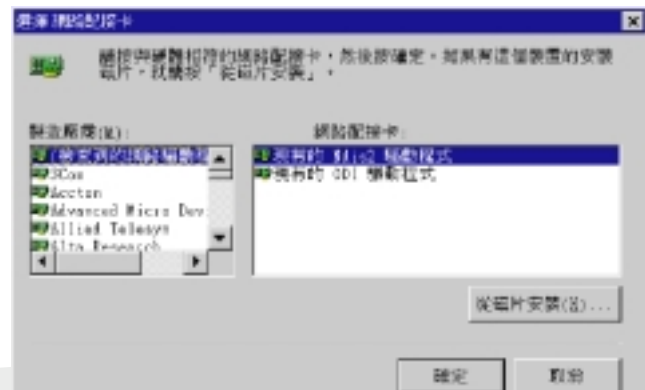 選擇 網路配接卡
請按與硬體相符的網路配接卡，然後按確定。如果有這個裝置的安裝
磁片，就請按「從磁片安裝」。
製造廠商(M):
網路配接卡:
(檢查到的網路驅動程
3Com
Accton
Advanced Micro Dev
Allied Telesyn
Alta Research
現有的 Ndis2 驅動程式
現有的 ODI 驅動程式
從磁片安裝(H)...
確定
取消